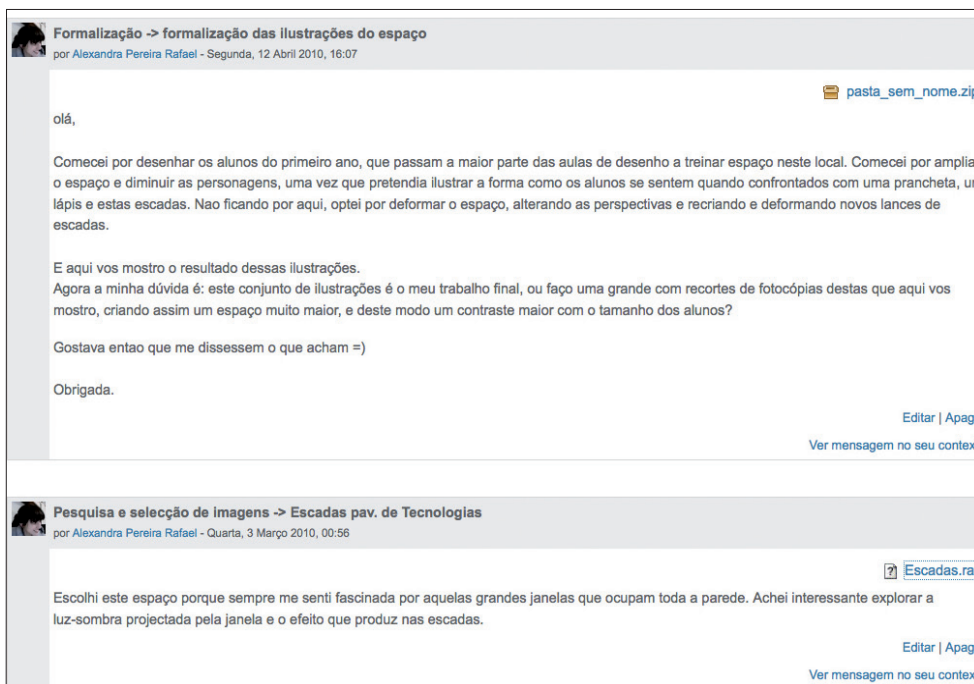 Formalização -> formalização das ilustrações do espaço
por Alexandra Pereira Rafael - Segunda, 12 Abril 2010, 16:07
pasta_sem_nome.zip
olá,
Comecei por desenhar os alunos do primeiro ano, que passam a maior parte das aulas de desenho a treinar espaço neste local. Comecei por amplia
o espaço e diminuir as personagens, uma vez que pretendia ilustrar a forma como os alunos se sentem quando confrontados com uma prancheta, u
lápis e estas escadas. Nao ficando por aqui, optei por deformar o espaço, alterando as perspectivas e recriando e deformando novos lances de
escadas.
E aqui vos mostro o resultado dessas ilustrações.
Agora a minha dúvida é: este conjunto de ilustrações é o meu trabalho final, ou faço uma grande com recortes de fotocópias destas que aqui vos
mostro, criando assim um espaço muito maior, e deste modo um contraste maior com o tamanho dos alunos?
Gostava entao que me dissessem o que acham =)
Obrigada.
Editar | Apag
Ver mensagem no seu contex
Pesquisa e selecção de imagens -> Escadas pav. de Tecnologias
por Alexandra Pereira Rafael - Quarta, 3 Março 2010, 00:56
Escadas.ra
Escolhi este espaço porque sempre me senti fascinada por aquelas grandes janelas que ocupam toda a parede. Achei interessante explorar a
luz-sombra projectada pela janela e o efeito que produz nas escadas.
Editar | Apag
Ver mensagem no seu contex